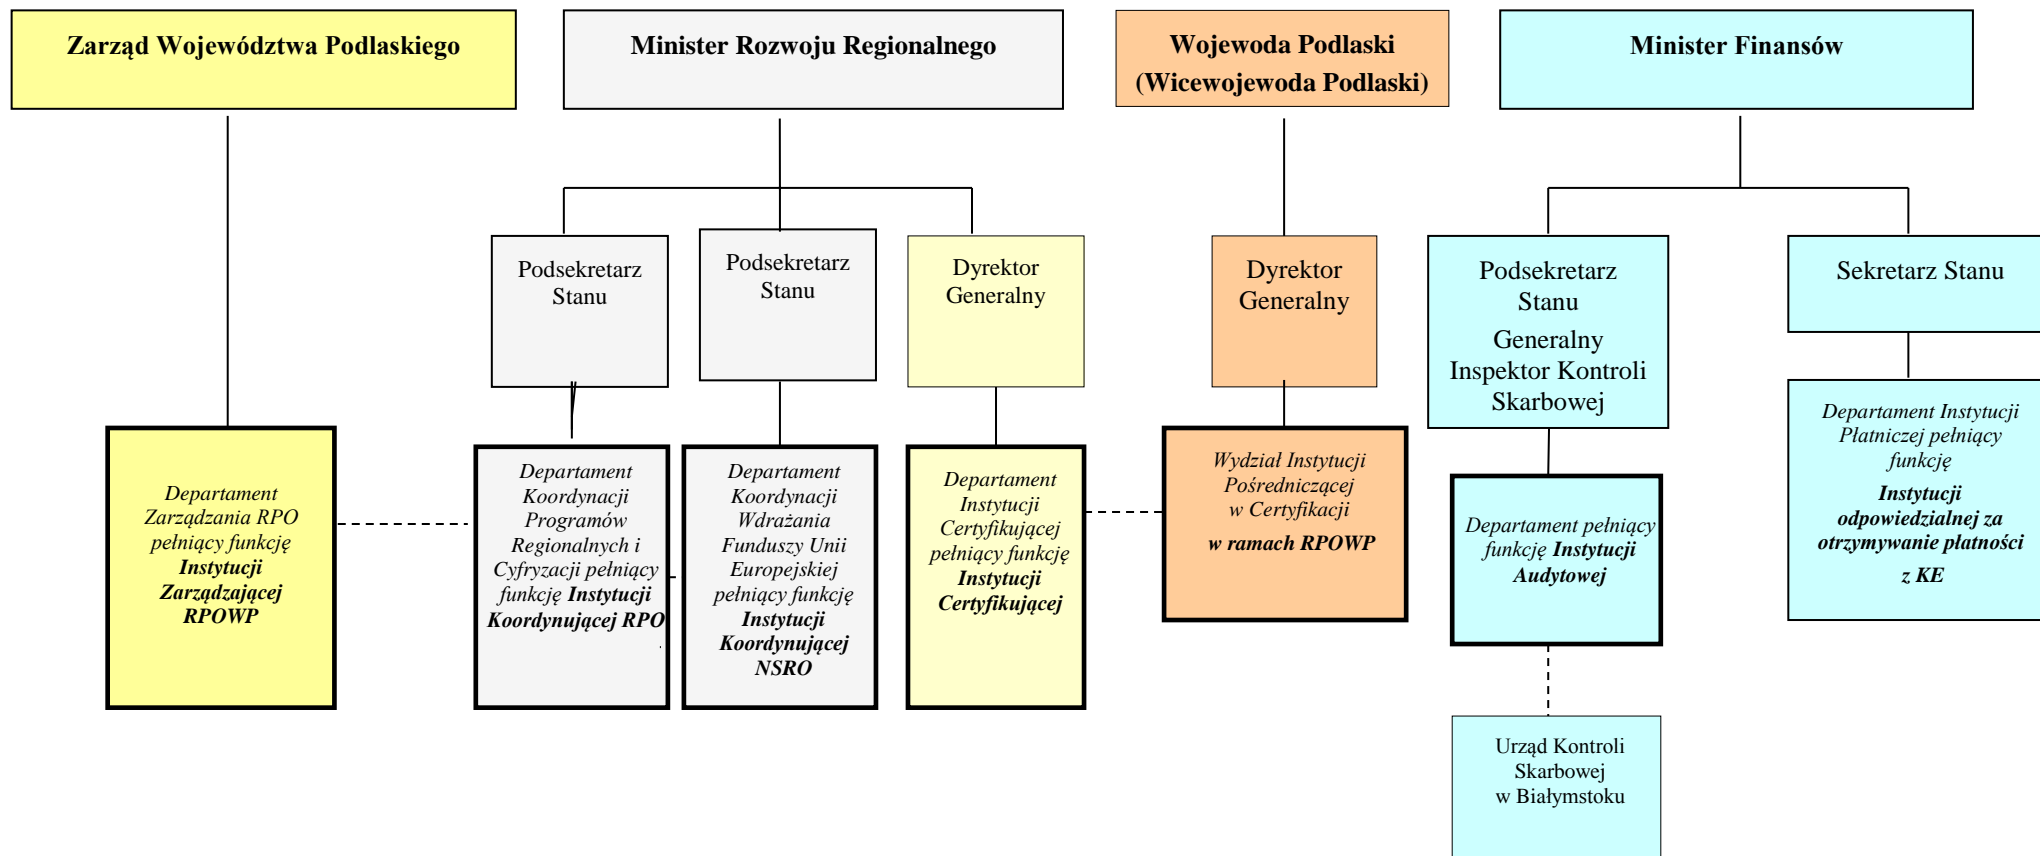 Zarząd Województwa Podlaskiego
Minister Rozwoju Regionalnego
Wojewoda Podlaski
(Wicewojewoda Podlaski)
Minister Finansów
Podsekretarz
Stanu
Podsekretarz
Stanu
Dyrektor
Generalny
Dyrektor
Generalny
Podsekretarz
Stanu
Generalny
Inspektor Kontroli
Skarbowej
Sekretarz Stanu
Departament
Zarządzania RPO
pełniący funkcję
Instytucji
Zarządzającej
RPOWP
Departament
Koordynacji
Programów
Regionalnych i
Cyfryzacji pełniący
funkcję Instytucji
Koordynującej RPO
.
Departament
Koordynacji
Wdrażania
Funduszy Unii
Europejskiej
pełniący funkcję
Instytucji
Koordynującej
NSRO
Departament
Instytucji
Certyfikującej
pełniący funkcję
Instytucji
Certyfikującej
Wydział Instytucji
Pośredniczącej
w Certyfikacji
w ramach RPOWP
Departament pełniący
funkcję Instytucji
Audytowej
Departament Instytucji
Płatniczej pełniący
funkcję
Instytucji
odpowiedzialnej za
otrzymywanie płatności
z KE
Urząd Kontroli
Skarbowej
w Białymstoku